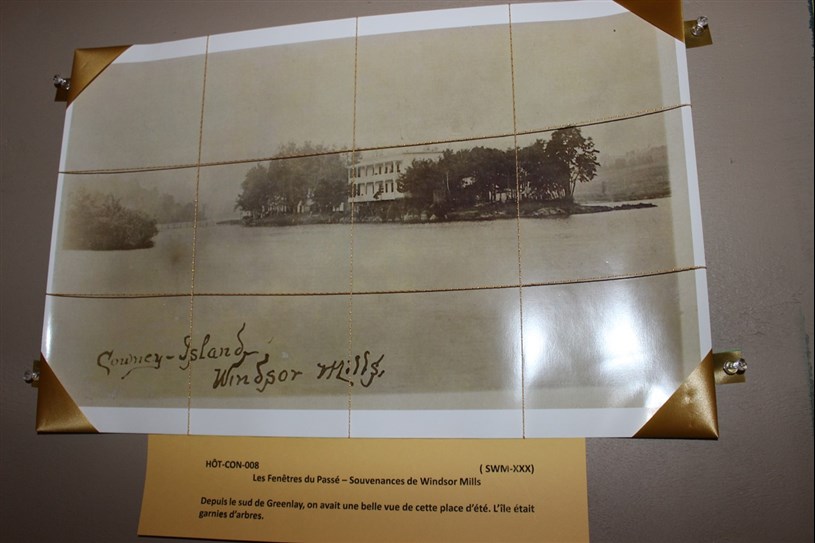 Couney-Island,
Windsor Mills,
HÔT-CON-008 ( SWM-XXX)
Les Fenêtres du Passé – Souvenances de Windsor Mills
Depuis le sud de Greenlay, on avait une belle vue de cette place d'été. L'île était
garnies d'arbres.